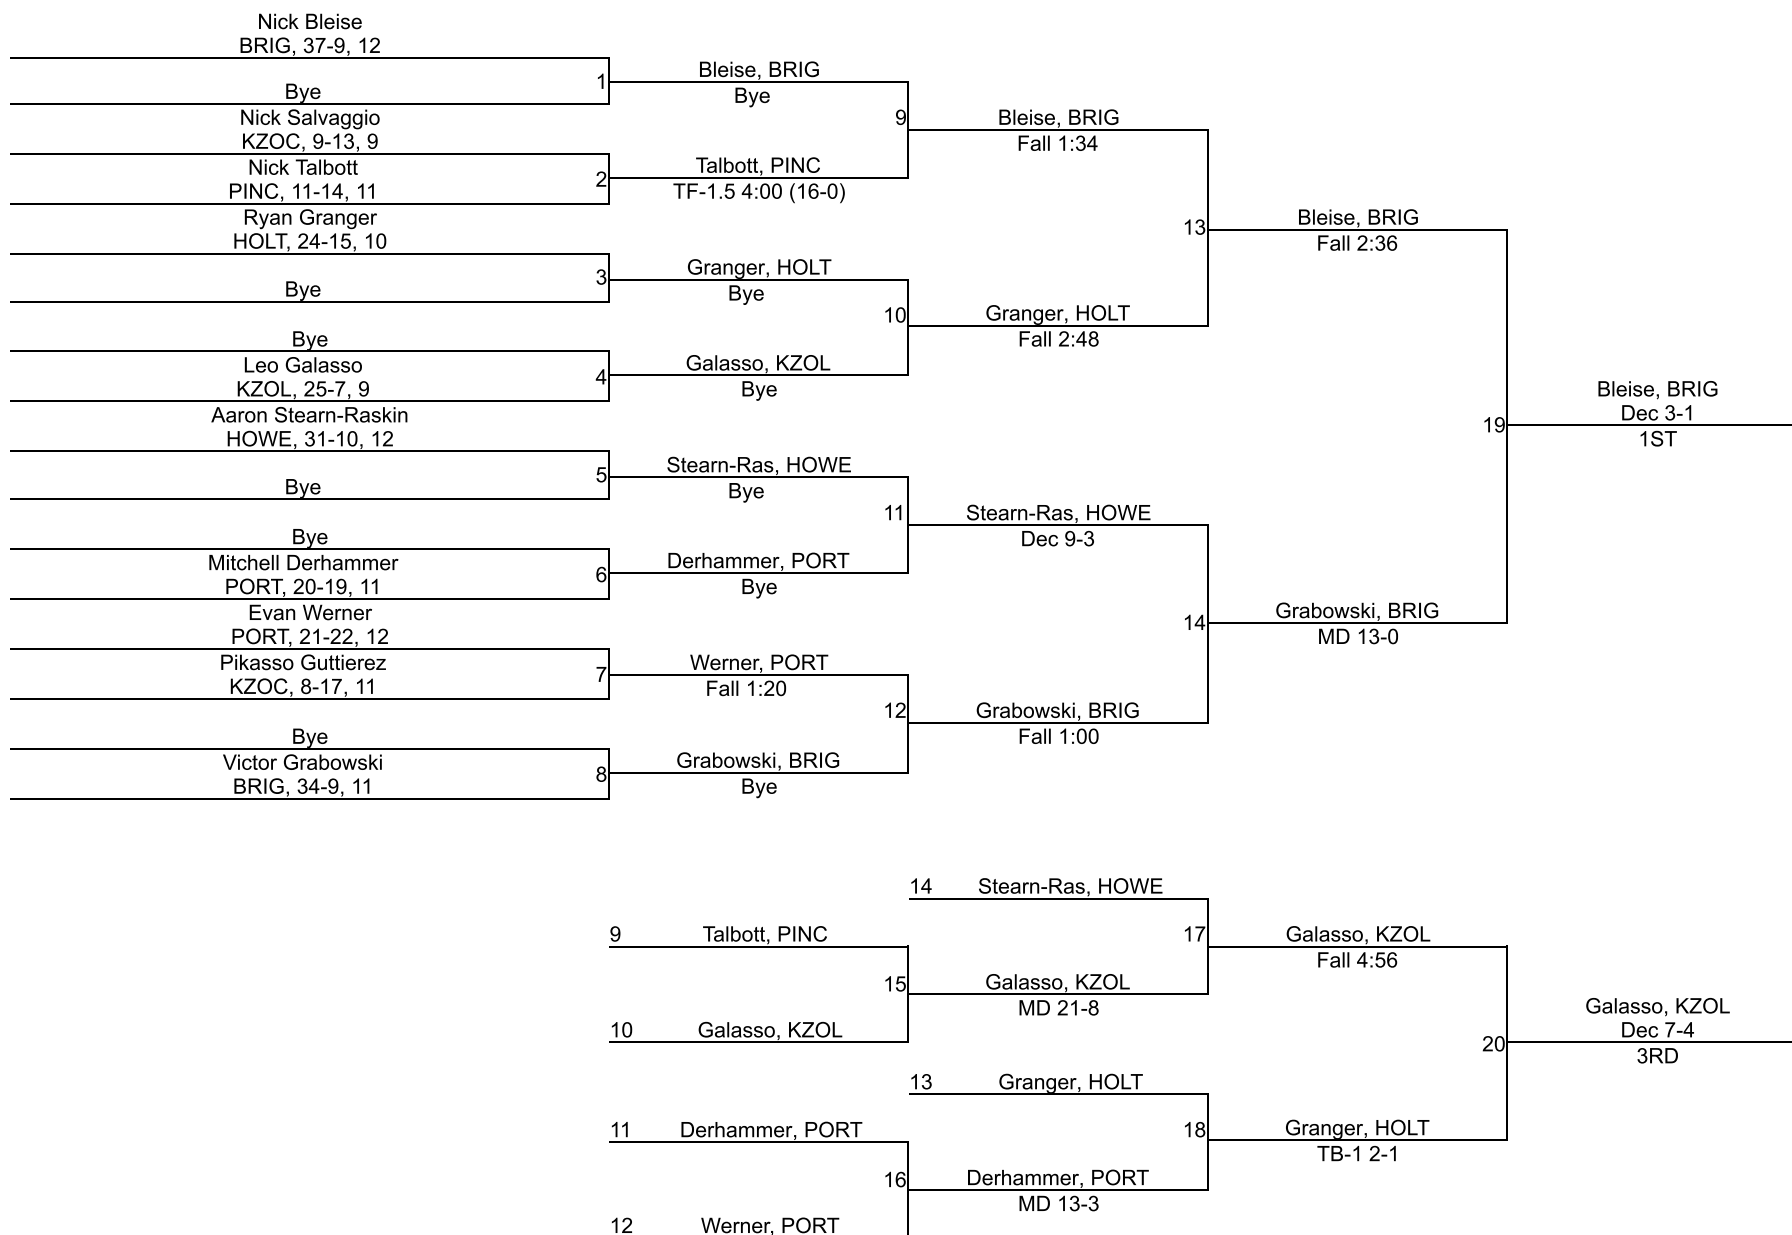 Nick Bleise
BRIG, 37-9, 12
Bye
Nick Salvaggio
KZOC, 9-13, 9
Nick Talbott
PINC, 11-14, 11
Ryan Granger
HOLT, 24-15, 10
Bye
Bye
Leo Galasso
KZOL, 25-7, 9
Aaron Stearn-Raskin
HOWE, 31-10, 12
Bye
Bye
Mitchell Derhammer
PORT, 20-19, 11
Evan Werner
PORT, 21-22, 12
Pikasso Guttierez
KZOC, 8-17, 11
Bye
Victor Grabowski
BRIG, 34-9, 11
1
2
3
4
5
6
7
8
Bleise, BRIG
Bye
Talbott, PINC
TF-1.5 4:00 (16-0)
Granger, HOLT
Bye
Galasso, KZOL
Bye
Stearn-Ras, HOWE
Bye
Derhammer, PORT
Bye
Werner, PORT
Fall 1:20
Grabowski, BRIG
Bye
9
10
11
12
Bleise, BRIG
Fall 1:34
Granger, HOLT
Fall 2:48
Stearn-Ras, HOWE
Dec 9-3
Grabowski, BRIG
Fall 1:00
13
14
Bleise, BRIG
Fall 2:36
Grabowski, BRIG
MD 13-0
19
Bleise, BRIG
Dec 3-1
1ST
9 Talbott, PINC
10 Galasso, KZOL
11 Derhammer, PORT
12 Werner, PORT
15
16
14 Stearn-Ras, HOWE
Galasso, KZOL
MD 21-8
13 Granger, HOLT
Derhammer, PORT
MD 13-3
17
18
Galasso, KZOL
Fall 4:56
Granger, HOLT
TB-1 2-1
20
Galasso, KZOL
Dec 7-4
3RD